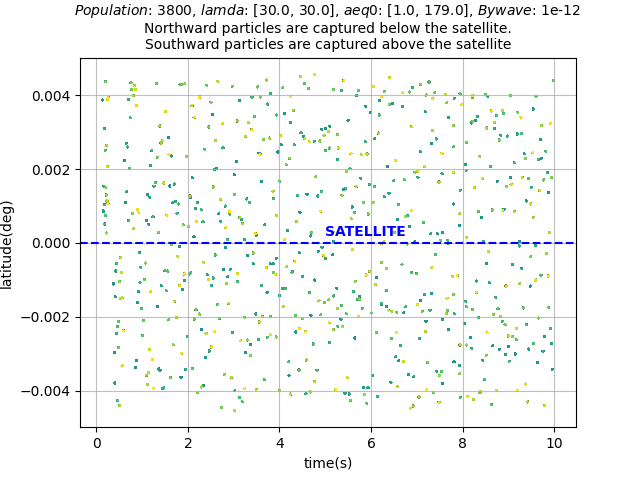 Population: 3800, lamda: [30.0, 30.0], aeq0: [1.0, 179.0], Bywave: 1e-12
Northward particles are captured below the satellite.
Southward particles are captured above the satellite
0.004
0.002
SATELLITE
0.000
−0.002
−0.004
latitude(deg)
0 2 4 6 8 10
time(s)